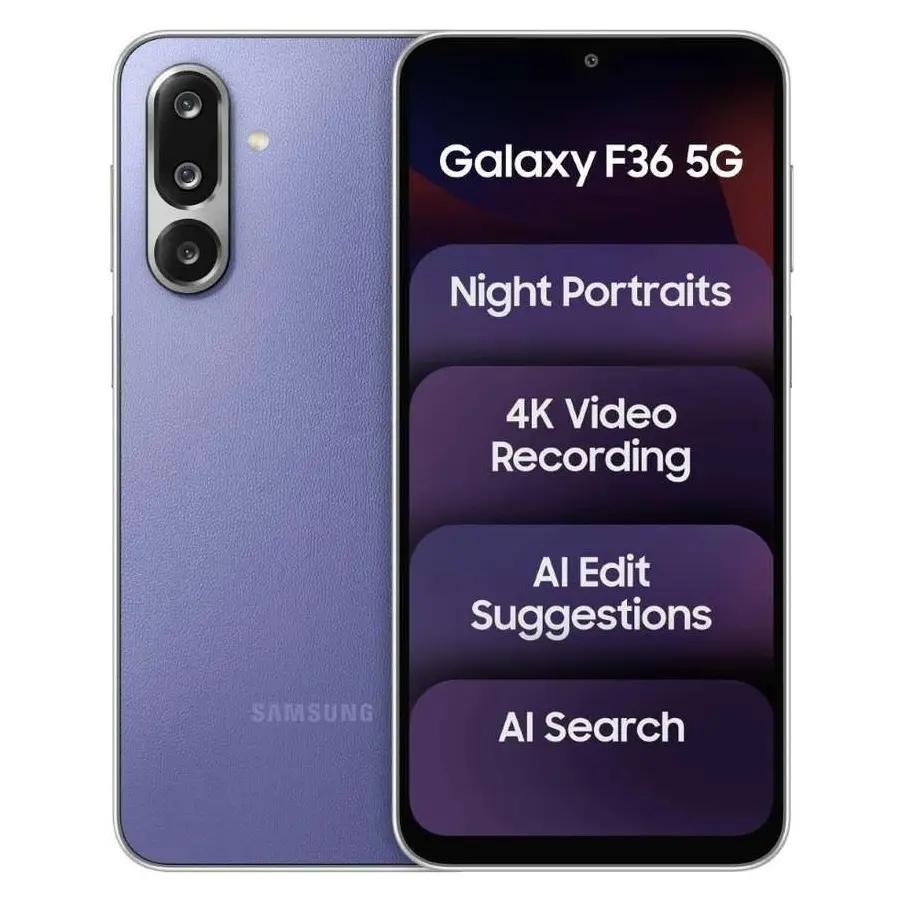 Galaxy F36 5G
Night Portraits
4K Video
Recording
AI Edit
Suggestions
AI Search
SAMSUNG